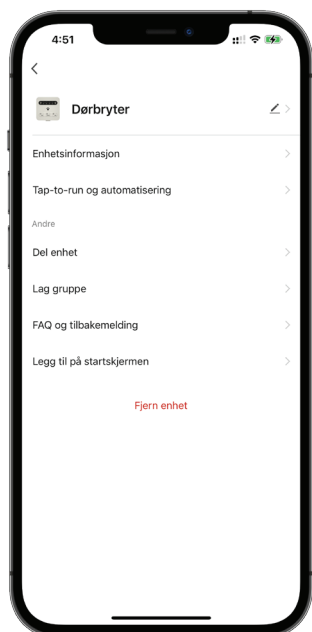 4:51
Dørbryter
Enhetsinformasjon
Tap-to-run og automatisering
Andre
Del enhet
Lag gruppe
FAQ og tilbakemelding
Legg til på startskjermen
Fjern enhet